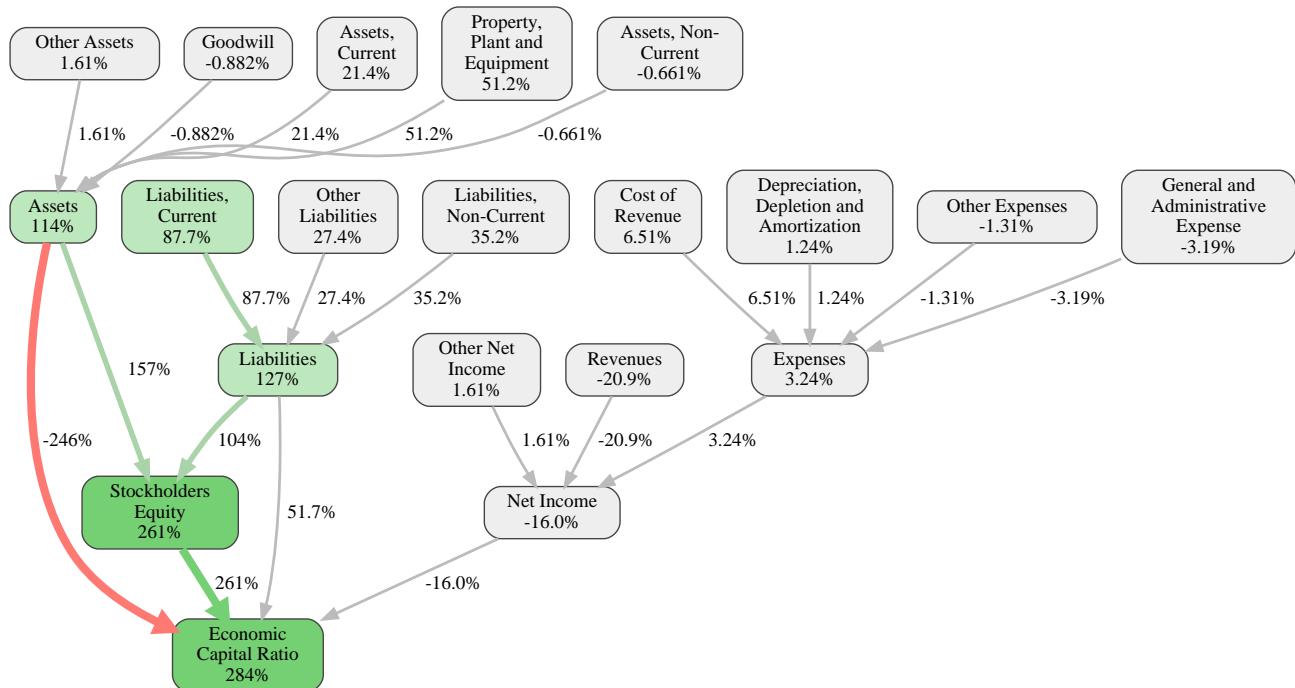 Other Assets
1.61%
Goodwill
-0.882%
Assets,
Current
21.4%
Property,
Plant and
Equipment
51.2%
Assets, Non-
Current
-0.661%
1.61%
-0.882%
21.4%
51.2%
-0.661%
Assets
114%
Liabilities,
Current
87.7%
Other
Liabilities
27.4%
Liabilities,
Non-Current
35.2%
Cost of
Revenue
6.51%
Depreciation,
Depletion and
Amortization
1.24%
Other Expenses
-1.31%
General and
Administrative
Expense
-3.19%
87.7%
27.4%
35.2%
6.51%
1.24%
-1.31%
-3.19%
Liabilities
127%
Other Net
Income
1.61%
Revenues
-20.9%
Expenses
3.24%
157%
-246%
104%
1.61%
-20.9%
3.24%
Stockholders
Equity
261%
51.7%
Net Income
-16.0%
261%
-16.0%
Economic
Capital Ratio
284%